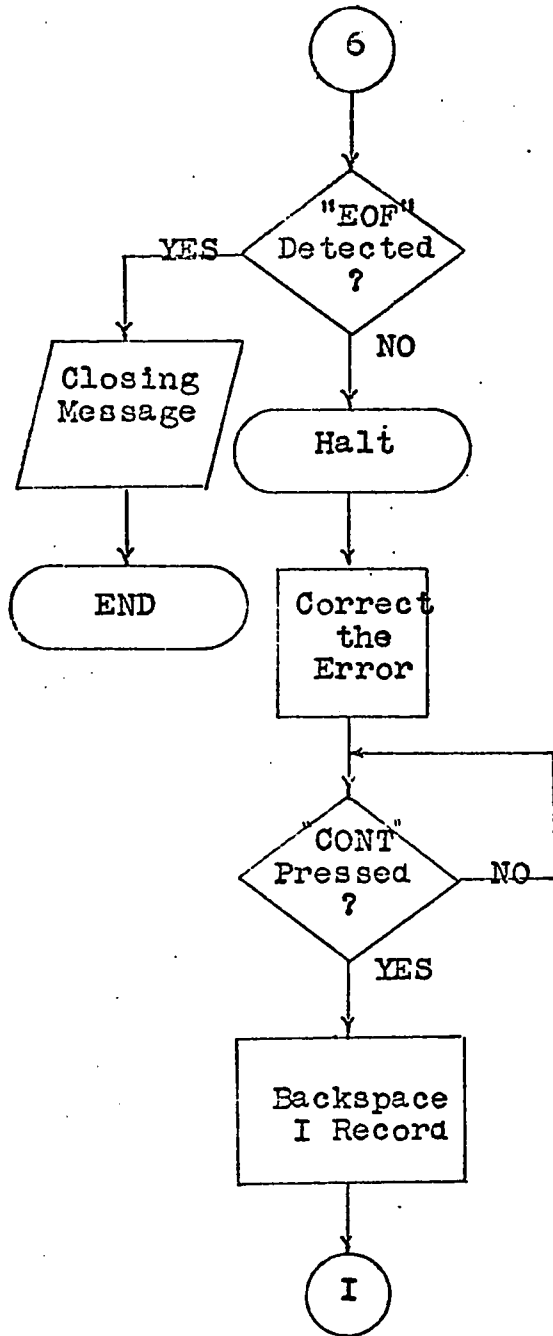 6
"EOF"
Detected
?
YES
NO
Closing
Message
Halt
END
Correct
the
Error
"CONT"
Pressed
?
NO
YES
Backspace
I Record
I